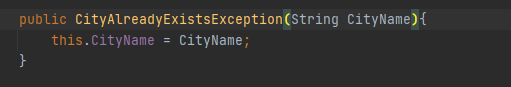 public CityAlreadyExistsException(String CityName){
    this.CityName = CityName;
}